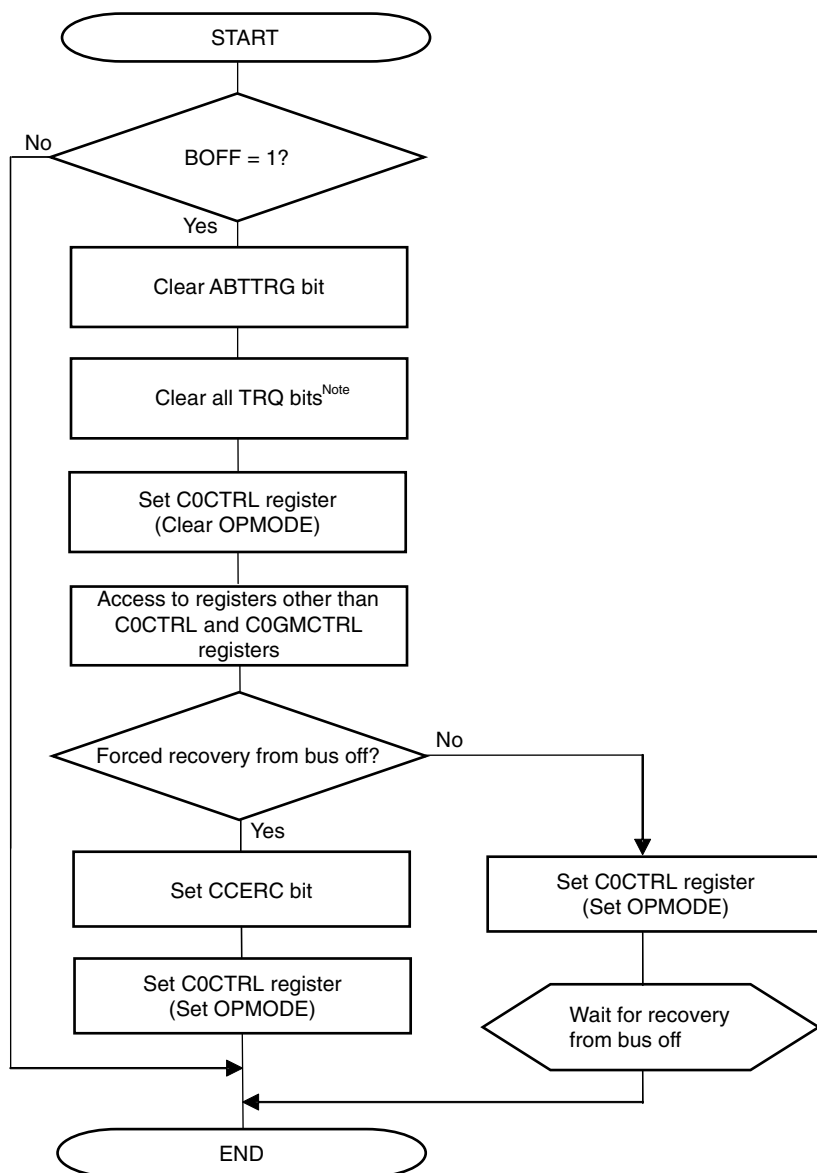 START
No
BOFF = 1?
Yes
Clear ABTTRG bit
Clear all TRQ bitsNote
Set C0CTRL register
(Clear OPMODE)
Access to registers other than
C0CTRL and C0GMCTRL
registers
Forced recovery from bus off?
No
Yes
Set CCERC bit
Set C0CTRL register
(Set OPMODE)
Set C0CTRL register
(Set OPMODE)
Wait for recovery
from bus off
END